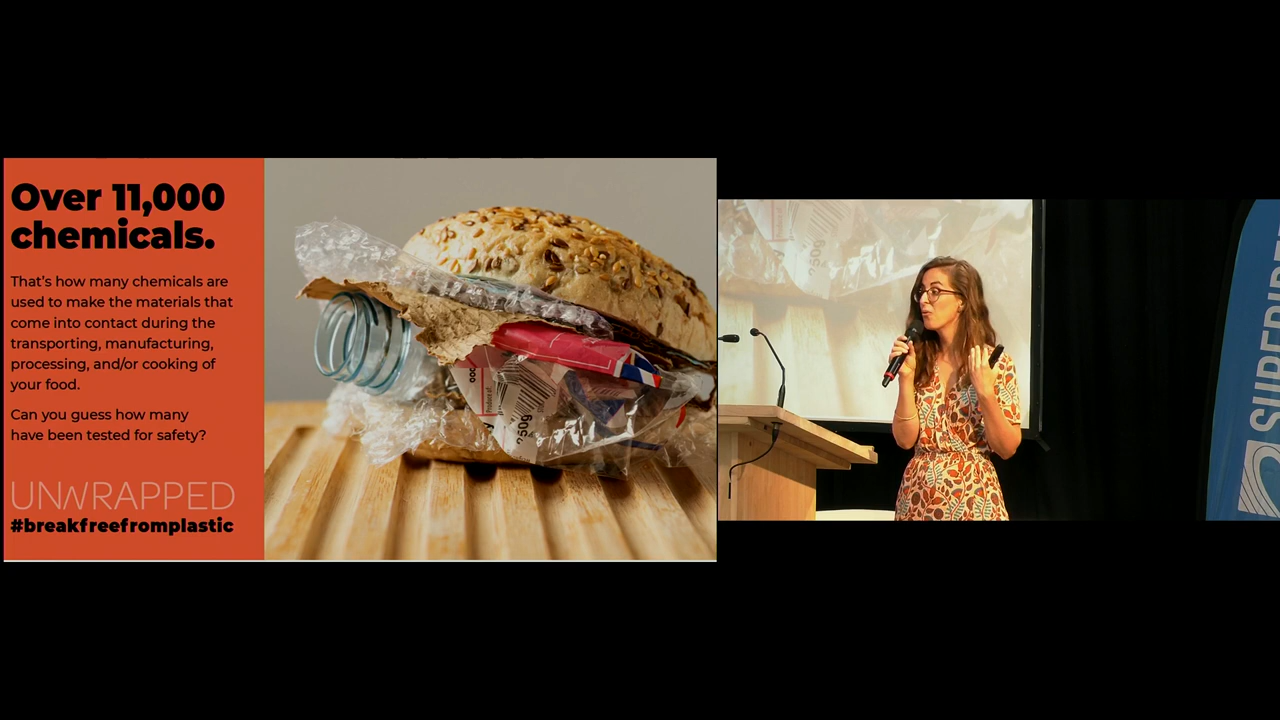 Over 11,000
chemicals.
That's how many chemicals are
used to make the materials that
come into contact during the
transporting, manufacturing,
processing, and/or cooking of
your food.
Can you guess how many
have been tested for safety?
UNWRAPPED
#breakfreefromplastic
350g
350g